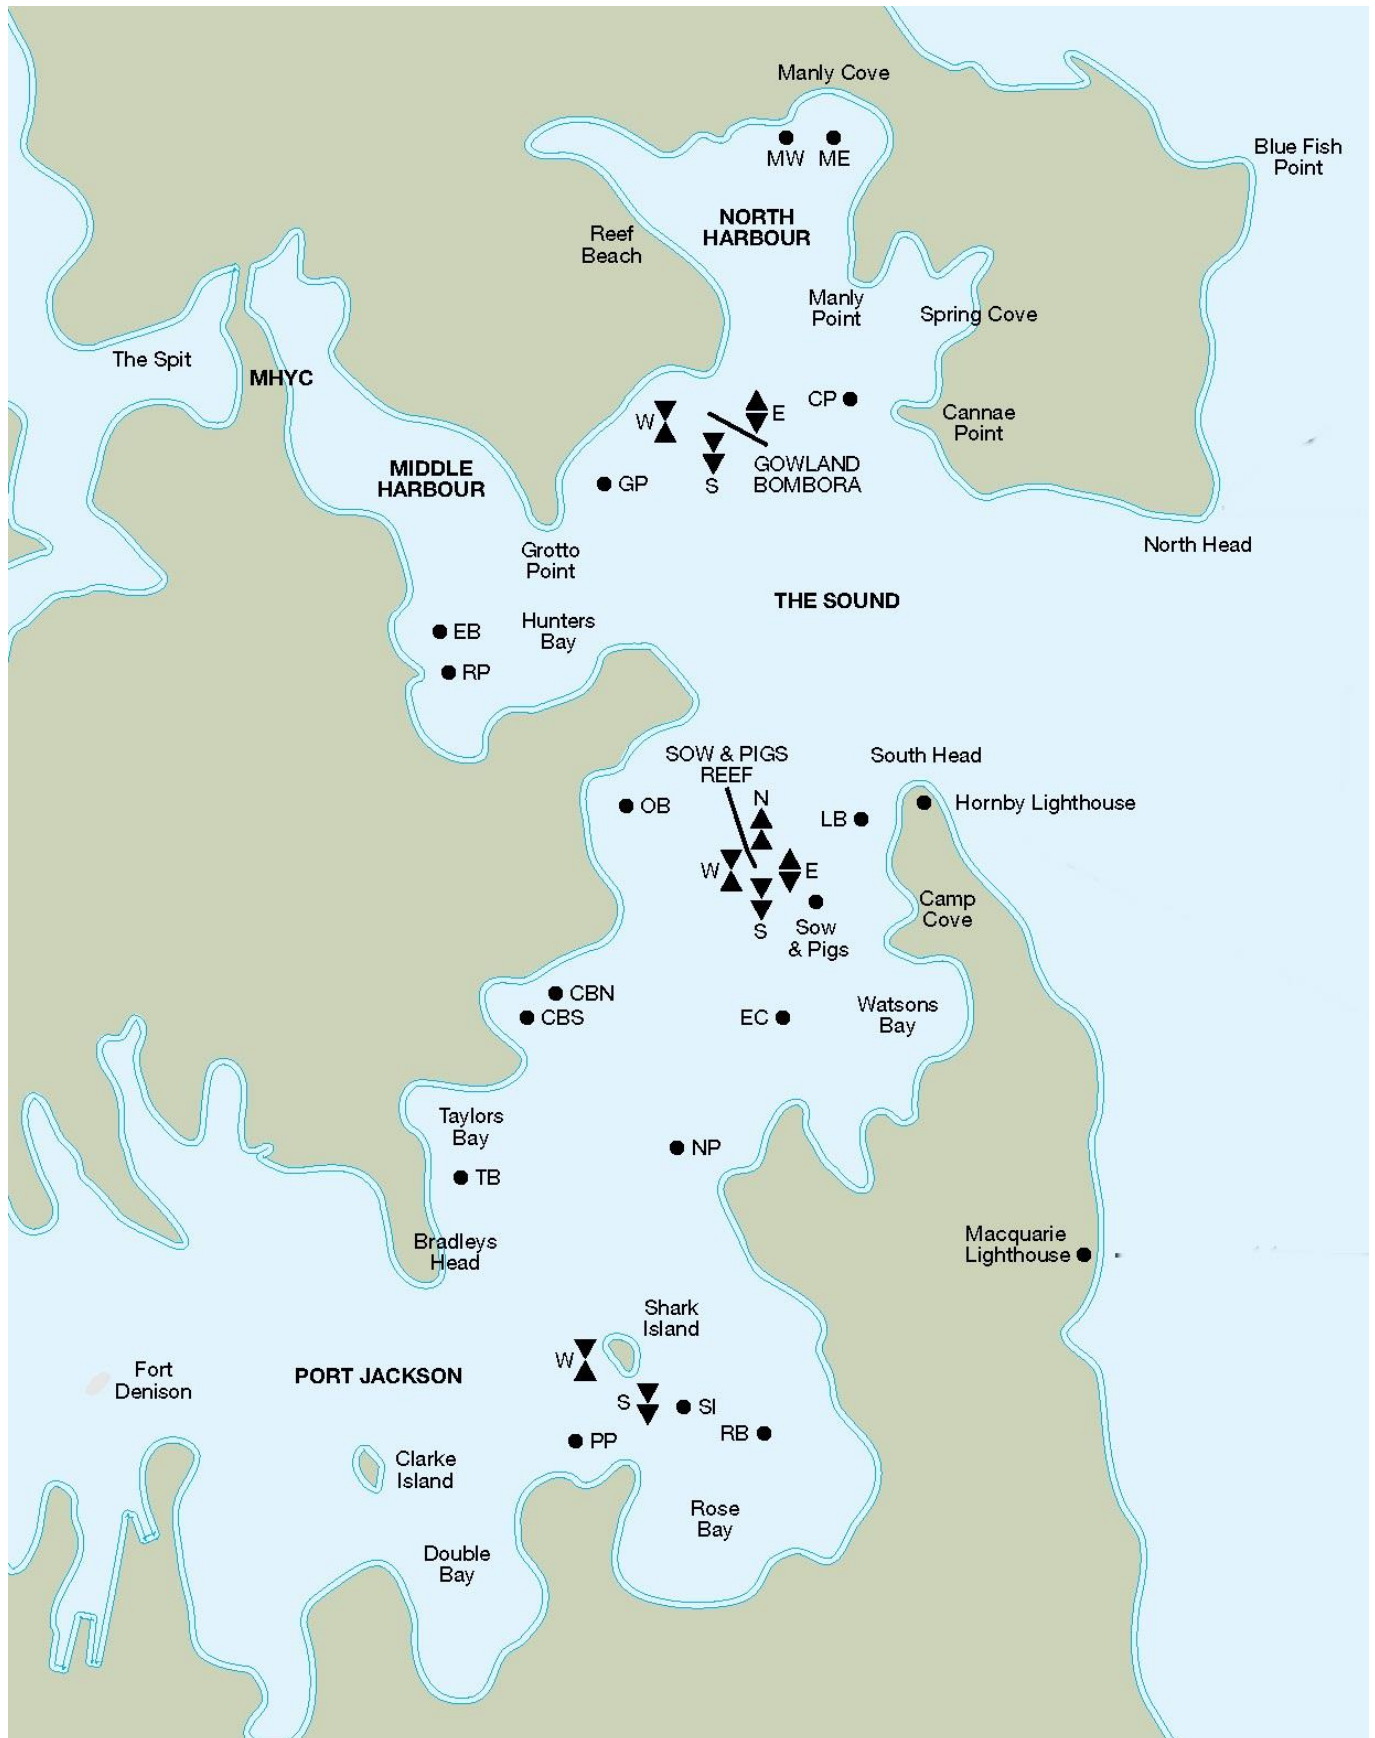 Manly Cove
Blue Fish
Point
MW
ME
NORTH
HARBOUR
Reef
Beach
Manly
Point
Spring Cove
The Spit
MHYC
W
E
CP
Cannae
Point
S
GOWLAND
BOMBORA
MIDDLE
HARBOUR
GP
North Head
Grotto
Point
THE SOUND
Hunters
Bay
EB
RP
SOW & PIGS
REEF
South Head
N
OB
LB
Hornby Lighthouse
W
E
S
Sow
& Pigs
Camp
Cove
CBN
CBS
EC
Watsons
Bay
Taylors
Bay
NP
TB
Bradleys
Head
Macquarie
Lighthouse
Shark
Island
W
Fort
Denison
PORT JACKSON
S
SI
PP
RB
Clarke
Island
Rose
Bay
Double
Bay